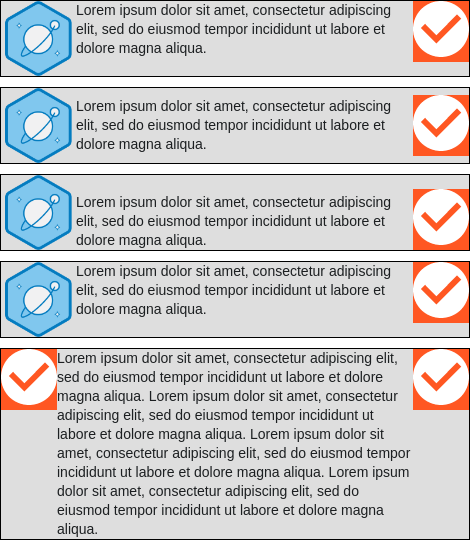 Lorem ipsum dolor sit amet, consectetur adipiscing
elit, sed do eiusmod tempor incididunt ut labore et
dolore magna aliqua.
Lorem ipsum dolor sit amet, consectetur adipiscing
elit, sed do eiusmod tempor incididunt ut labore et
dolore magna aliqua.
Lorem ipsum dolor sit amet, consectetur adipiscing
elit, sed do eiusmod tempor incididunt ut labore et
dolore magna aliqua.
Lorem ipsum dolor sit amet, consectetur adipiscing
elit, sed do eiusmod tempor incididunt ut labore et
dolore magna aliqua.
Lorem ipsum dolor sit amet, consectetur adipiscing elit,
sed do eiusmod tempor incididunt ut labore et dolore
magna aliqua. Lorem ipsum dolor sit amet, consectetur
adipiscing elit, sed do eiusmod tempor incididunt ut
labore et dolore magna aliqua. Lorem ipsum dolor sit
amet, consectetur adipiscing elit, sed do eiusmod tempor
incididunt ut labore et dolore magna aliqua. Lorem ipsum
dolor sit amet, consectetur adipiscing elit, sed do
eiusmod tempor incididunt ut labore et dolore magna
aliqua.